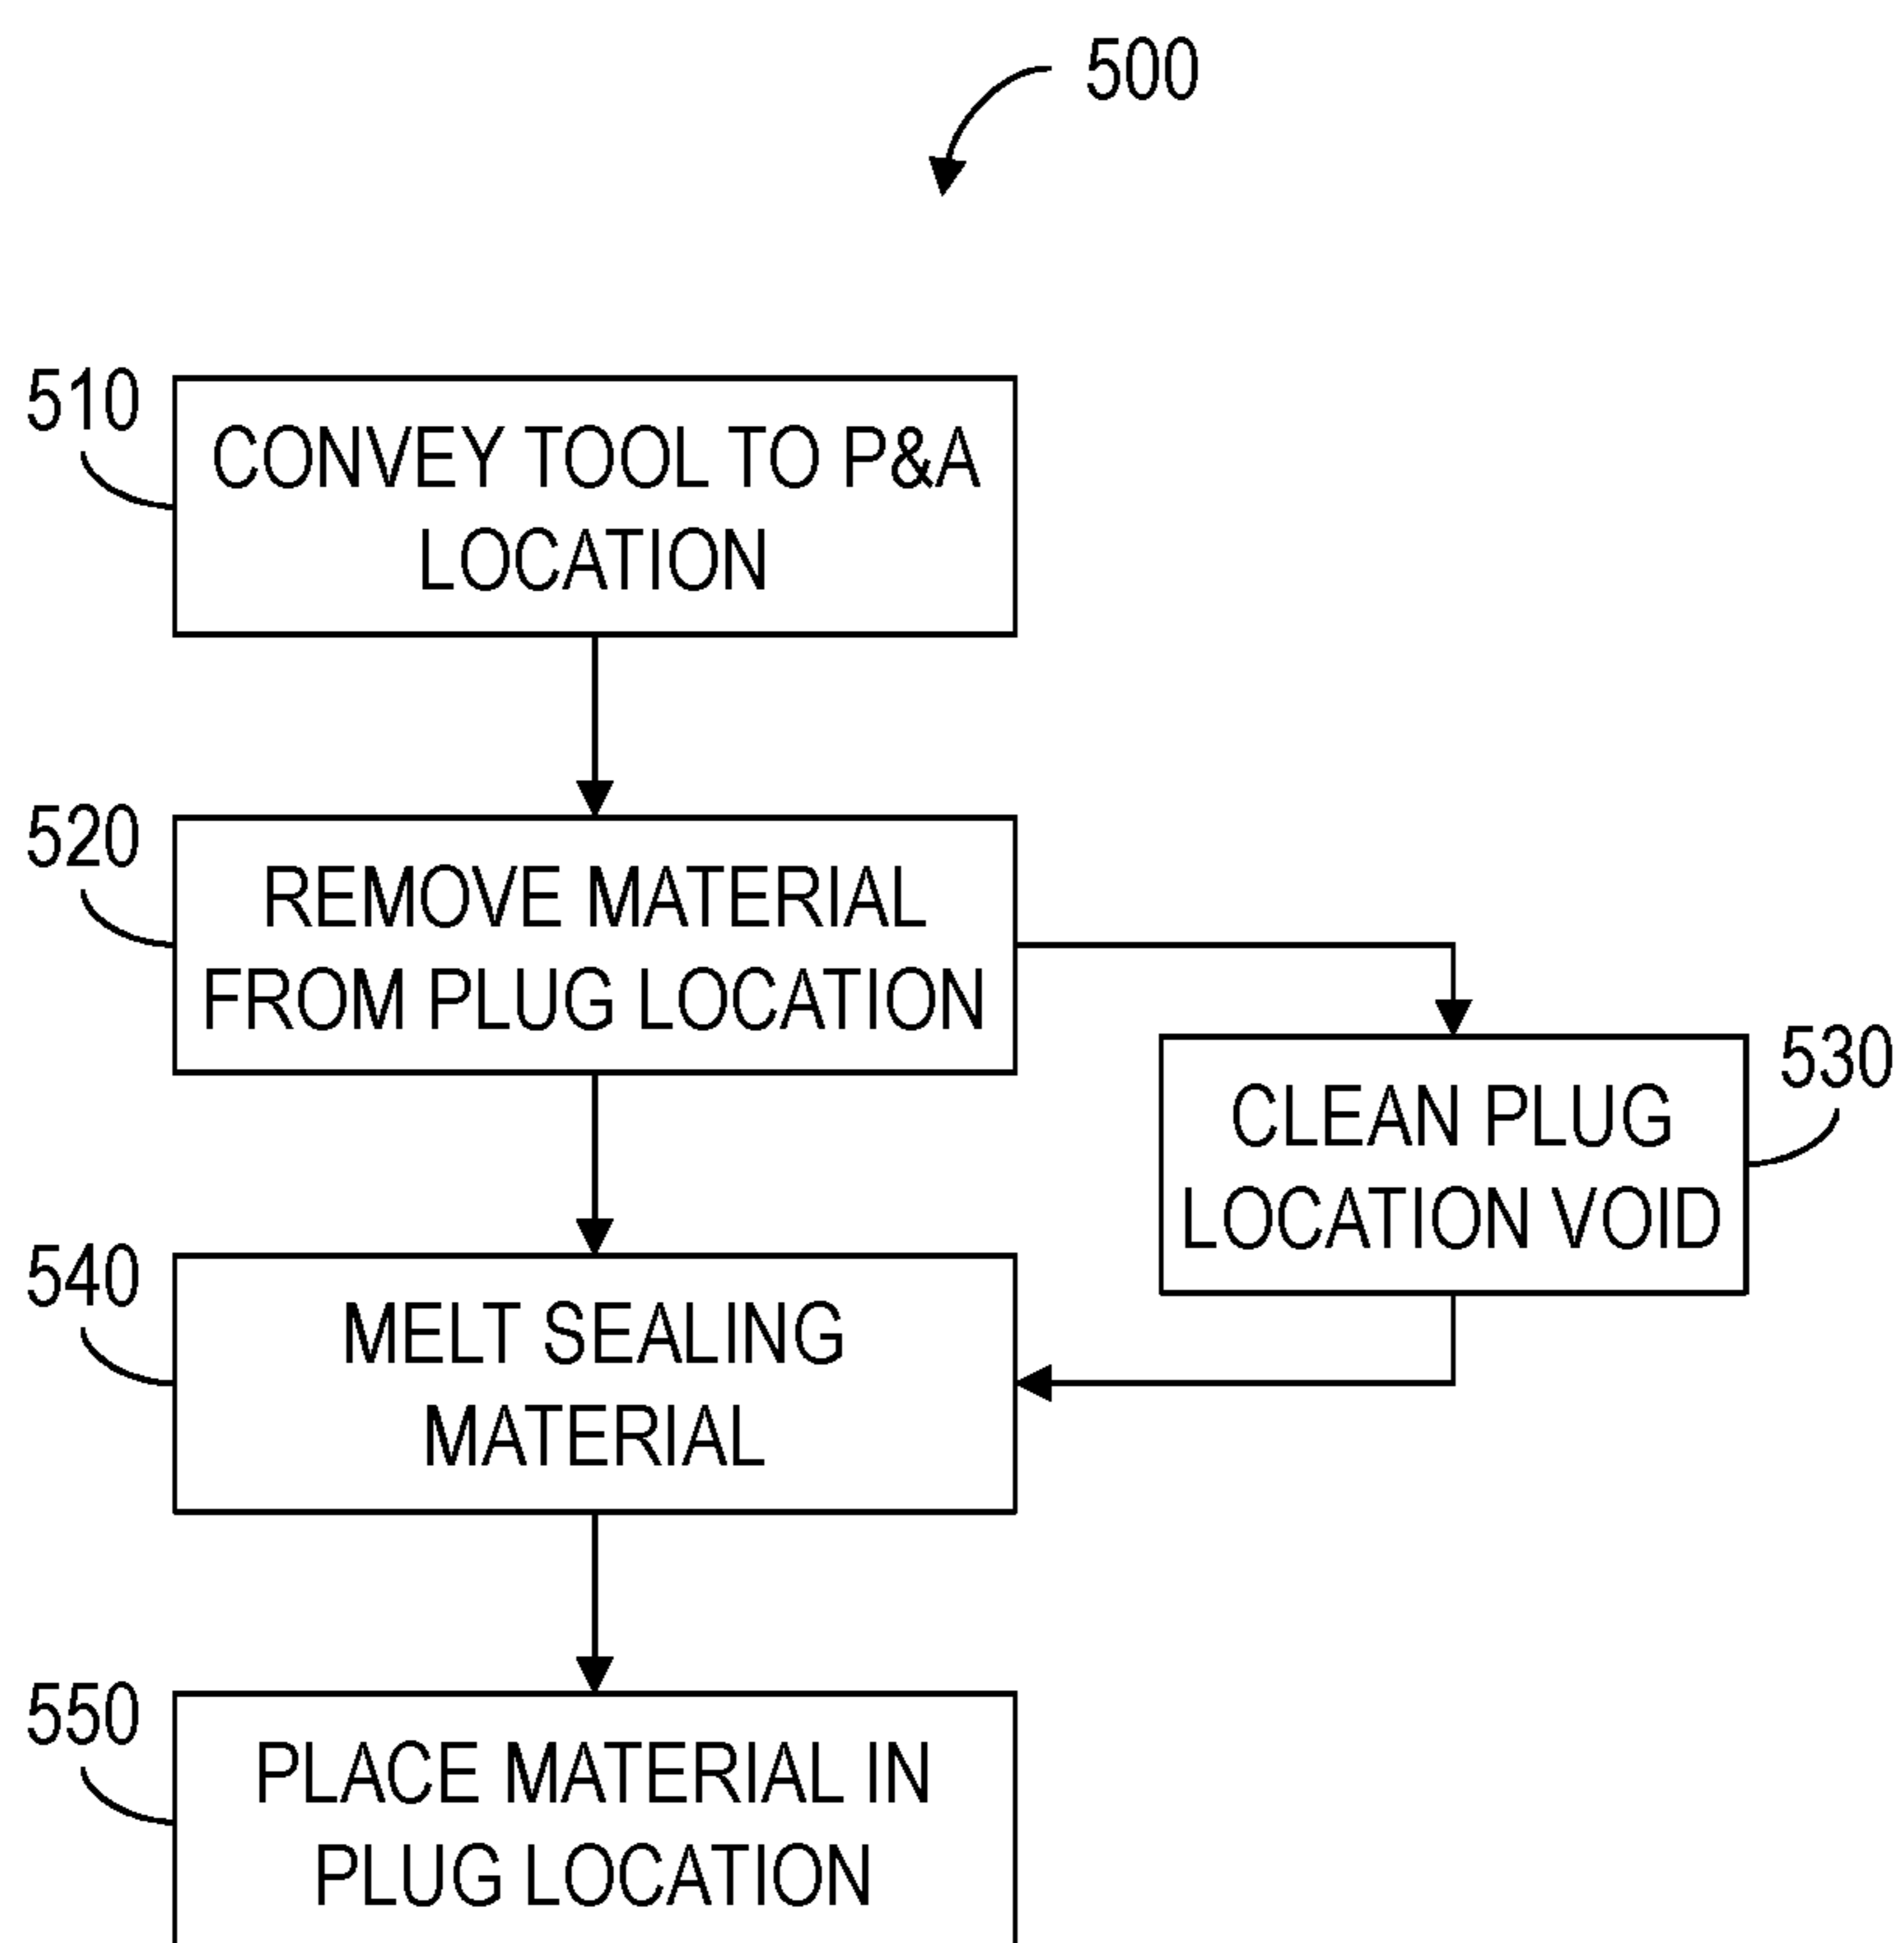 500
510
CONVEY TOOL TO P&A
LOCATION
520
REMOVE MATERIAL
FROM PLUG LOCATION
530
CLEAN PLUG
LOCATION VOID
540
MELT SEALING
MATERIAL
550
PLACE MATERIAL IN
PLUG LOCATION